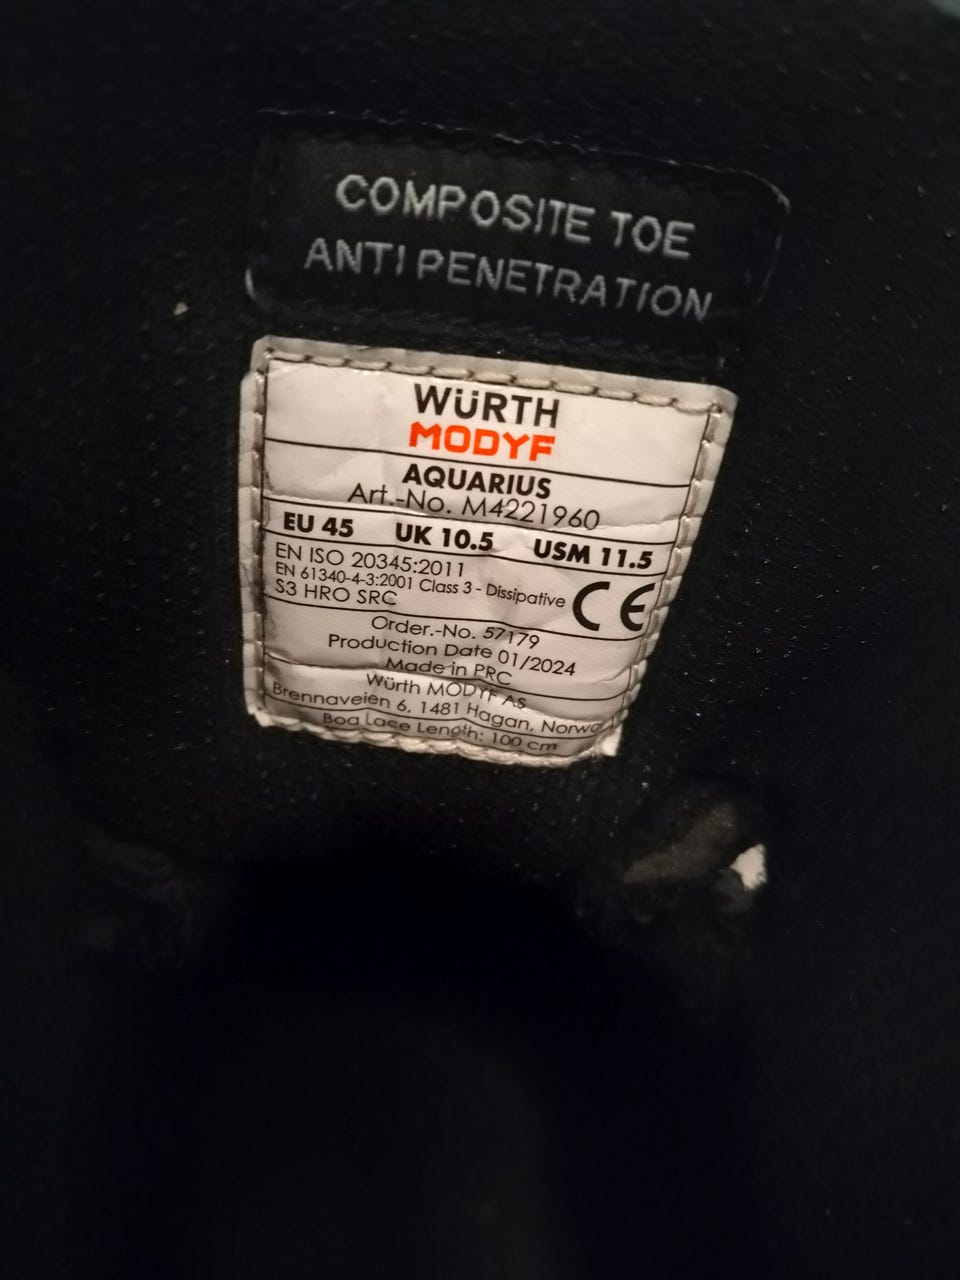 COMPOSITE TOE
ANTI PENETRATION
WÜRTH
MODYF
AQUARIUS
Art.-No. M4221960
EU 45 UK 10.5 USM 11.5
EN ISO 20345:2011
EN 61340-4-3:2001 Class 3 - Dissipative
S3 HRO SRC
CE
Order.-No. 57179
Production Date 01/2024
Made in PRC
Würth MODYF AS
Brennaveien 6, 1481 Hagan, Norwa
Boa Lace Length: 100 cm